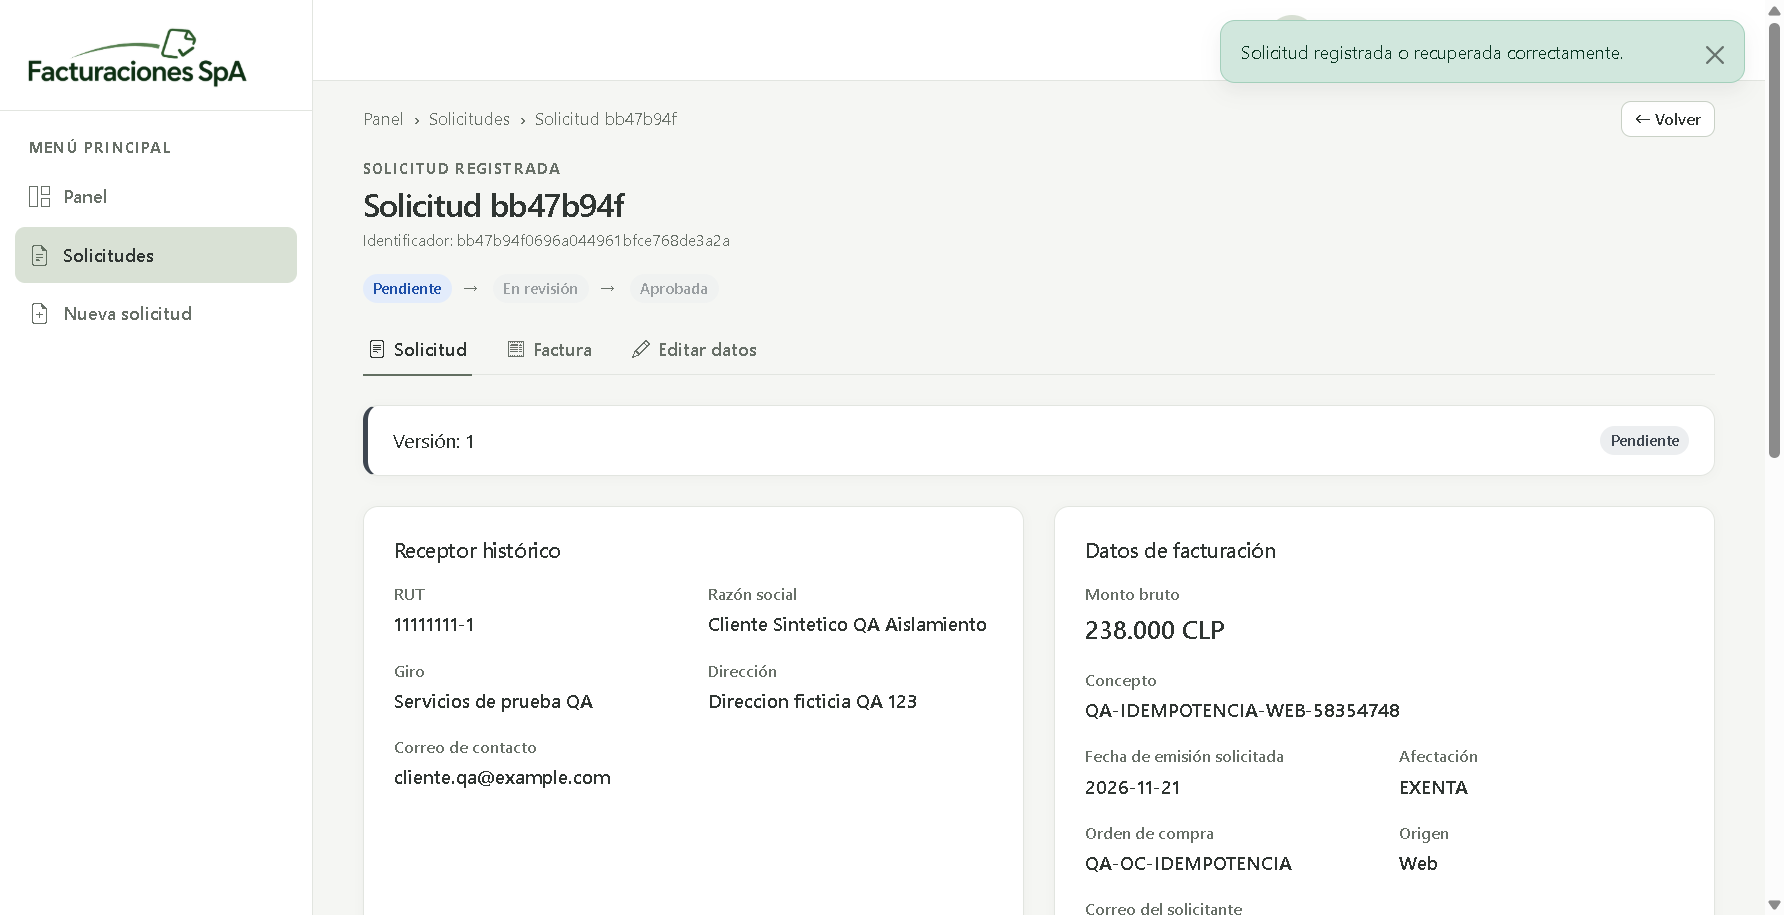 Facturaciones SpA
MENÚ PRINCIPAL
Panel
Solicitudes
Nueva solicitud
Solicitud registrada o recuperada correctamente.
Panel › Solicitudes › Solicitud bb47b94f
← Volver
SOLICITUD REGISTRADA
Solicitud bb47b94f
Identificador: bb47b94f0696a044961bfce768de3a2a
Pendiente → En revisión → Aprobada
Solicitud Factura Editar datos
Versión: 1
Pendiente
Receptor histórico
RUT
11111111-1
Razón social
Cliente Sintetico QA Aislamiento
Giro
Servicios de prueba QA
Dirección
Direccion ficticia QA 123
Correo de contacto
cliente.qa@example.com
Datos de facturación
Monto bruto
238.000 CLP
Concepto
QA-IDEMPOTENCIA-WEB-58354748
Fecha de emisión solicitada
2026-11-21
Afectación
EXENTA
Orden de compra
QA-OC-IDEMPOTENCIA
Origen
Web
Correo del solicitante